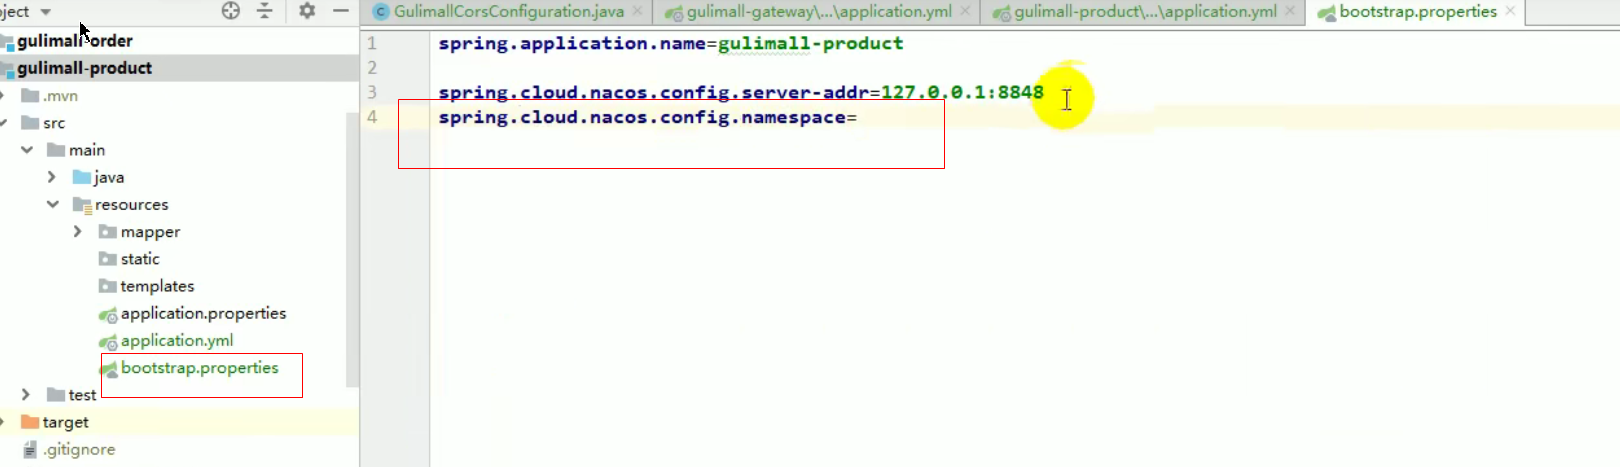 ject
GulimallCorsConfiguration.java
gulimall-gateway\...\application.yml
gulimall-product\...\application.yml
bootstrap.properties
gulimall-order
gulimall-product
.mvn
src
main
java
resources
mapper
static
templates
application.properties
application.yml
bootstrap.properties
test
target
.gitignore
1 spring.application.name=gulimall-product
2
3 spring.cloud.nacos.config.server-addr=127.0.0.1:8848
4 spring.cloud.nacos.config.namespace=